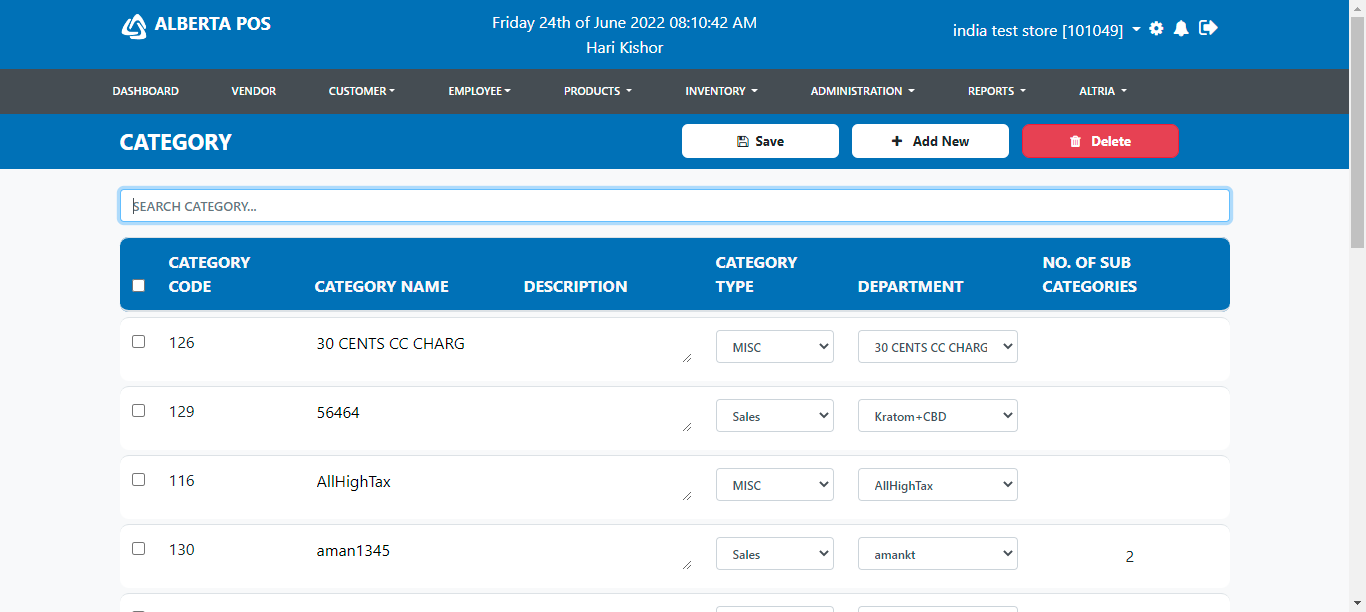 ALBERTA POS
Friday 24th of June 2022 08:10:42 AM
Hari Kishor
india test store [101049]
DASHBOARD VENDOR CUSTOMER EMPLOYEE PRODUCTS INVENTORY ADMINISTRATION REPORTS ALTRIA
CATEGORY
Save
Add New
Delete
SEARCH CATEGORY...
CATEGORY CODE
CATEGORY NAME
DESCRIPTION
CATEGORY TYPE
DEPARTMENT
NO. OF SUB CATEGORIES
126 30 CENTS CC CHARG MISC 30 CENTS CC CHARG
129 56464 Sales Kratom+CBD
116 AllHighTax MISC AllHighTax
130 aman1345 Sales amankt 2